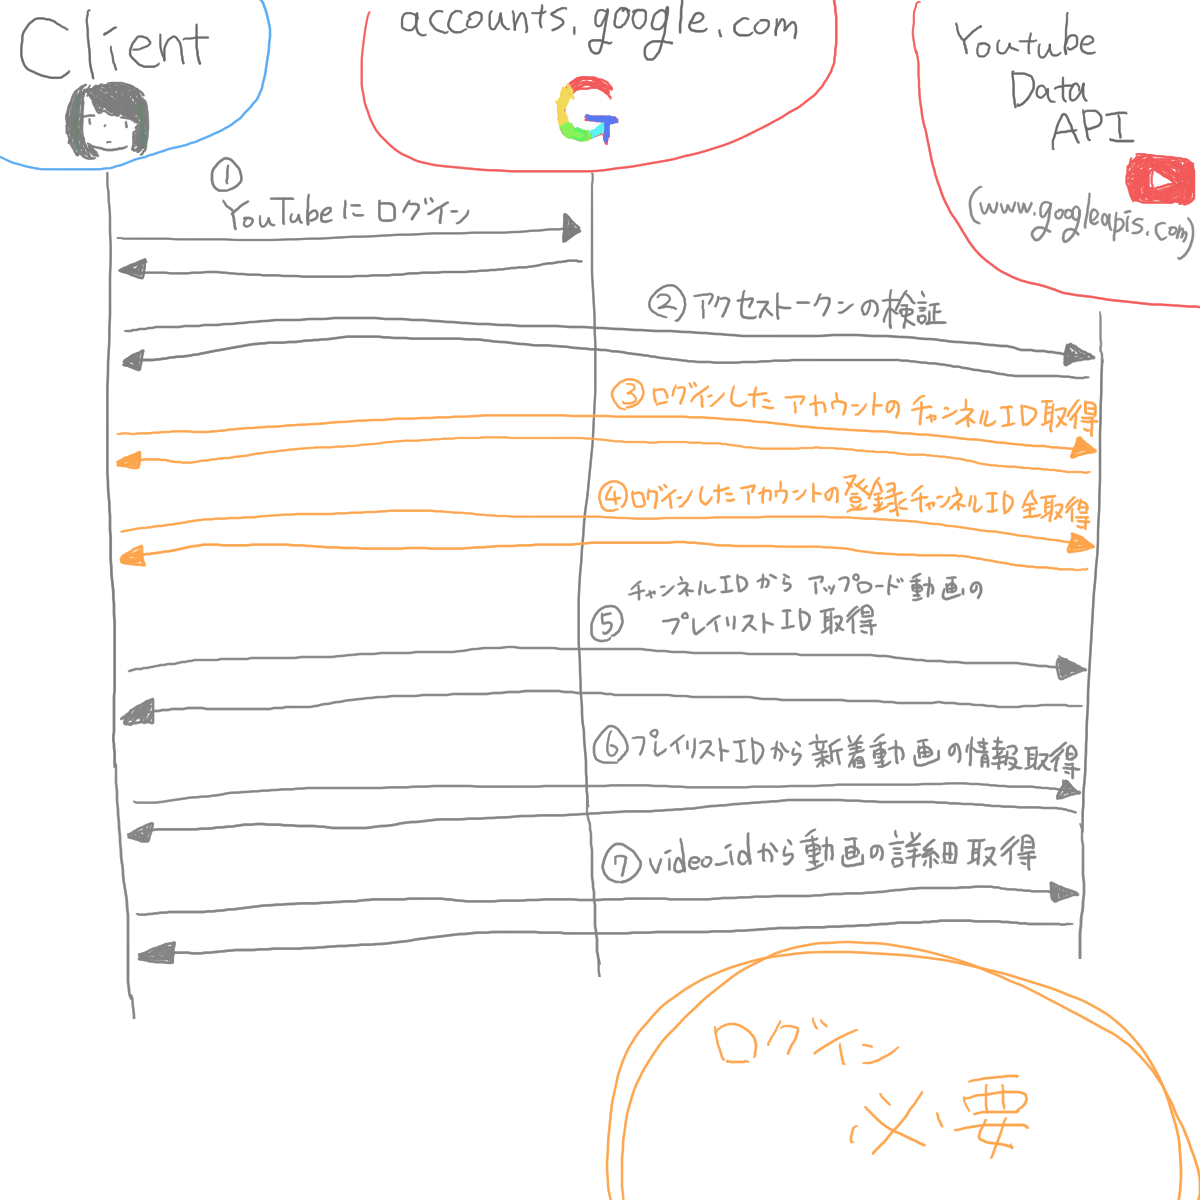 Client
accounts.google.com
Youtube
Data
API
(www.googleapis.com)
G
①
YouTubeにログイン
②アクセストークンの検証
③ログインしたアカウントのチャンネルID取得
④ログインしたアカウントの登録チャンネルID全取得
チャンネルIDからアップロード動画の
⑤プレイリストID取得
⑥プレイリストIDから新着動画の情報取得
⑦video_idから動画の詳細取得
ログイン
必要